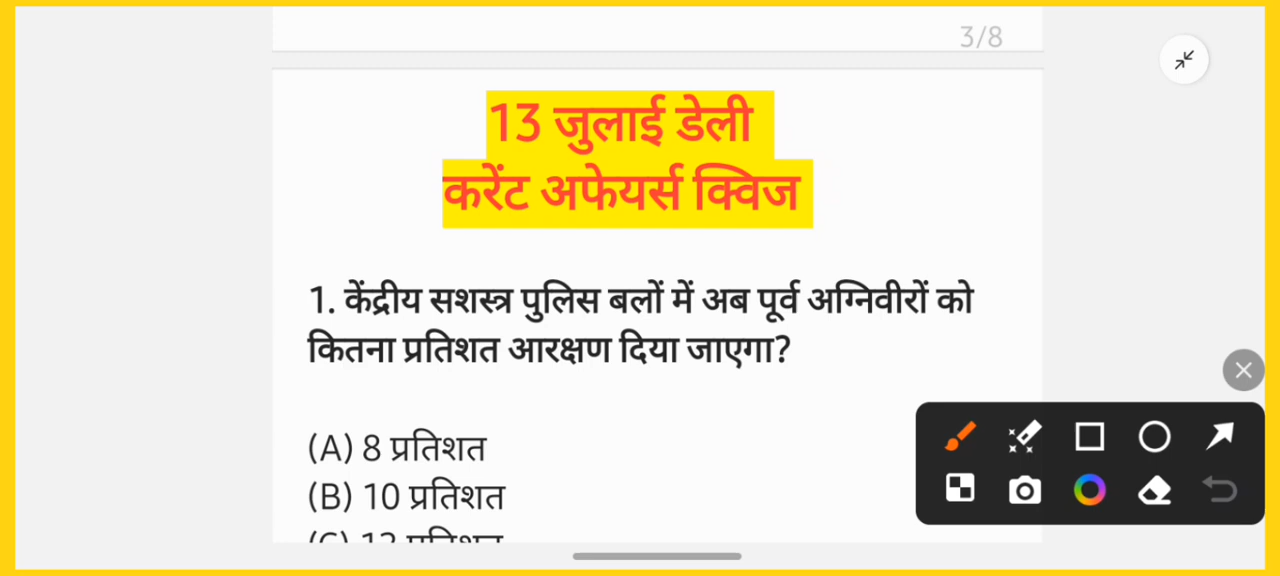 3/8
13 जुलाई डेली
करेंट अफेयर्स क्विज
1. केंद्रीय सशस्त्र पुलिस बलों में अब पूर्व अग्निवीरों को
कितना प्रतिशत आरक्षण दिया जाएगा?
(A) 8 प्रतिशत
(B) 10 प्रतिशत